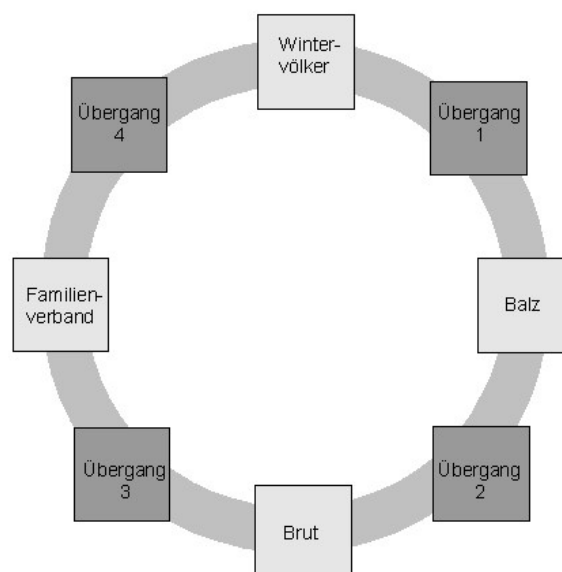 Winter-
völker
Übergang
1
Balz
Übergang
2
Brut
Übergang
3
Familien-
verband
Übergang
4